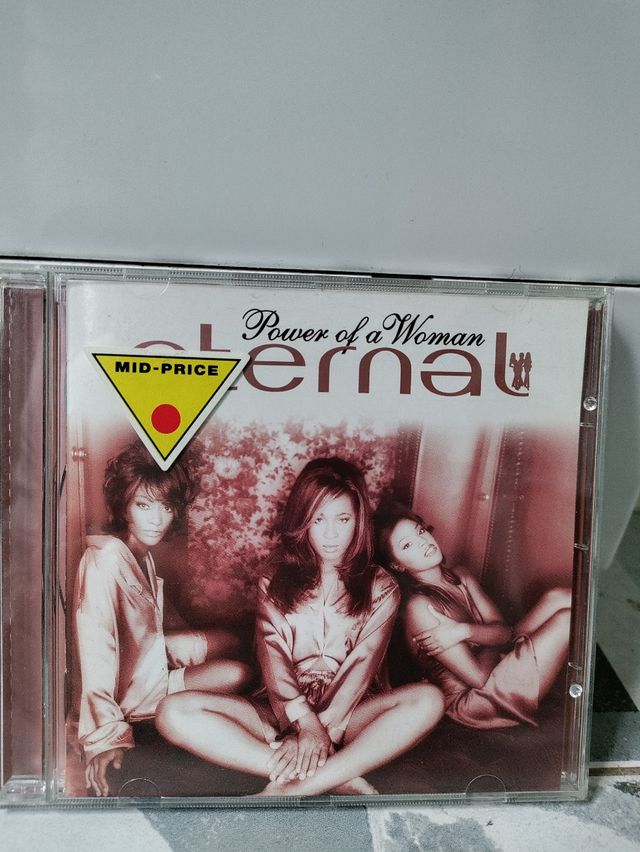 Power of a Woman
eternal
MID-PRICE